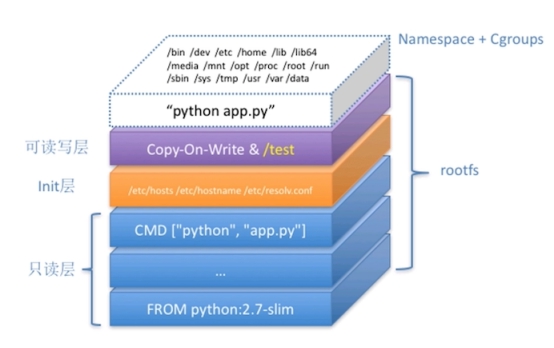 /bin /dev /etc /home /lib /lib64
/media /mnt /opt /proc /root /run
/sbin /sys /tmp /usr /var /data
Namespace + Cgroups
“python app.py”
可读写层
Copy-On-Write & /test
rootfs
Init层
/etc/hosts /etc/hostname /etc/resolv.conf
CMD ["python", "app.py"]
只读层
...
FROM python:2.7-slim